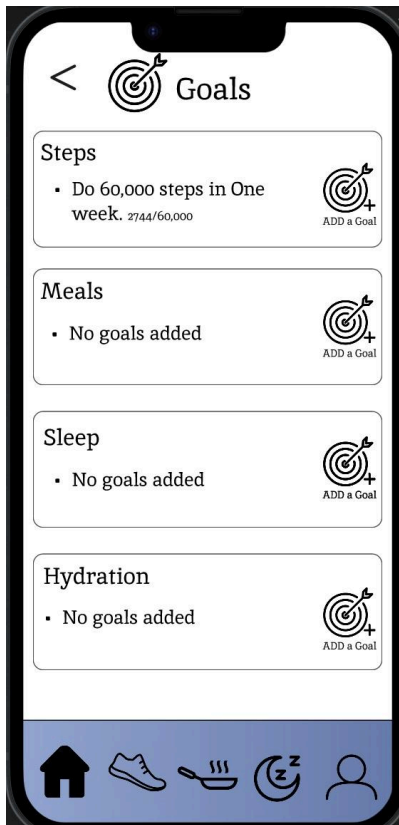 Goals
Steps
▪ Do 60,000 steps in One
week. 2744/60,000
ADD a Goal
Meals
▪ No goals added
ADD a Goal
Sleep
▪ No goals added
ADD a Goal
Hydration
▪ No goals added
ADD a Goal
z z